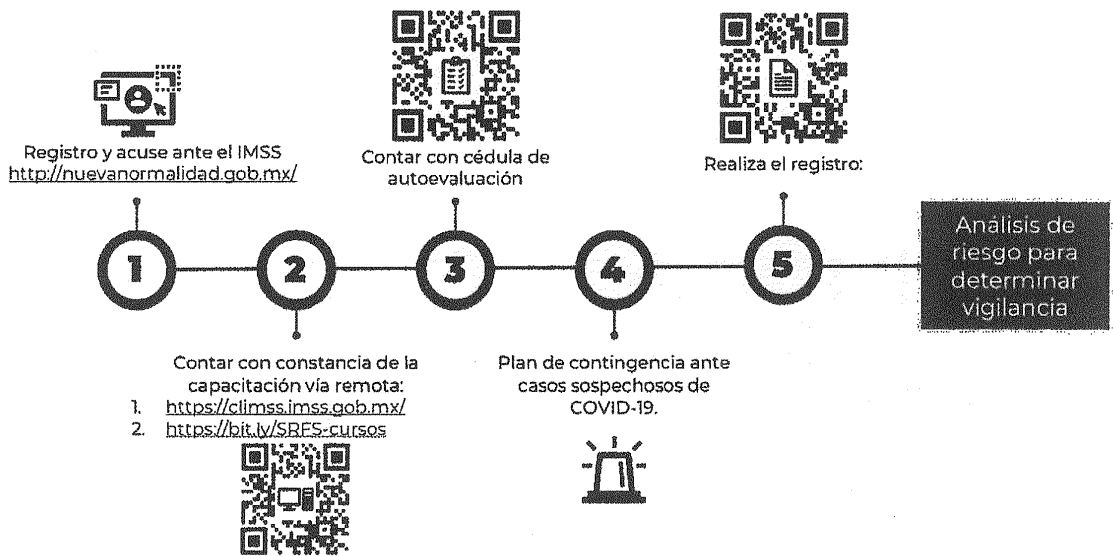 Registro y acuse ante el IMSS
http://nuevanormalidad.gob.mx/
1
Contar con constancia de la
capacitación vía remota:
1. https://climss.imss.gob.mx/
2. https://bit.ly/SRFS-cursos
2
Contar con cédula de
autoevaluación
3
Plan de contingencia ante
casos sospechosos de
COVID-19.
4
Realiza el registro:
5
Análisis de
riesgo para
determinar
vigilancia